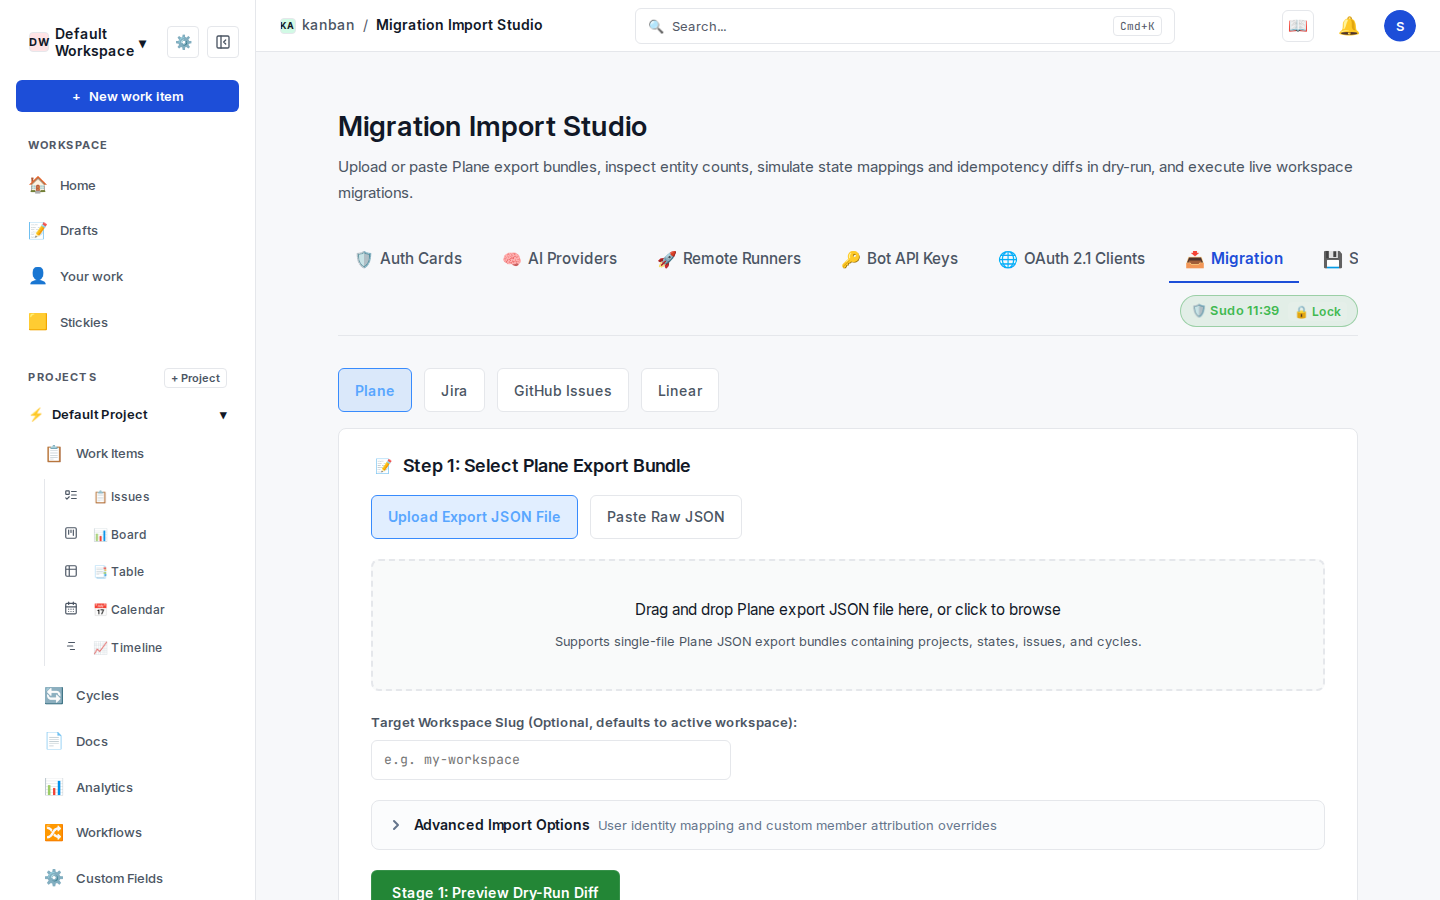 DW Default Workspace ▾
+ New work item
WORKSPACE
Home
Drafts
Your work
Stickies
PROJECTS
+ Project
Default Project ▾
Work Items
Issues
Board
Table
Calendar
Timeline
Cycles
Docs
Analytics
Workflows
Custom Fields
KA kanban / Migration Import Studio
Search...
Cmd+K
S
Migration Import Studio
Upload or paste Plane export bundles, inspect entity counts, simulate state mappings and idempotency diffs in dry-run, and execute live workspace
migrations.
Auth Cards
AI Providers
Remote Runners
Bot API Keys
OAuth 2.1 Clients
Migration
S
Sudo 11:39
Lock
Plane
Jira
GitHub Issues
Linear
Step 1: Select Plane Export Bundle
Upload Export JSON File
Paste Raw JSON
Drag and drop Plane export JSON file here, or click to browse
Supports single-file Plane JSON export bundles containing projects, states, issues, and cycles.
Target Workspace Slug (Optional, defaults to active workspace):
e.g. my-workspace
Advanced Import Options User identity mapping and custom member attribution overrides
Stage 1: Preview Dry-Run Diff